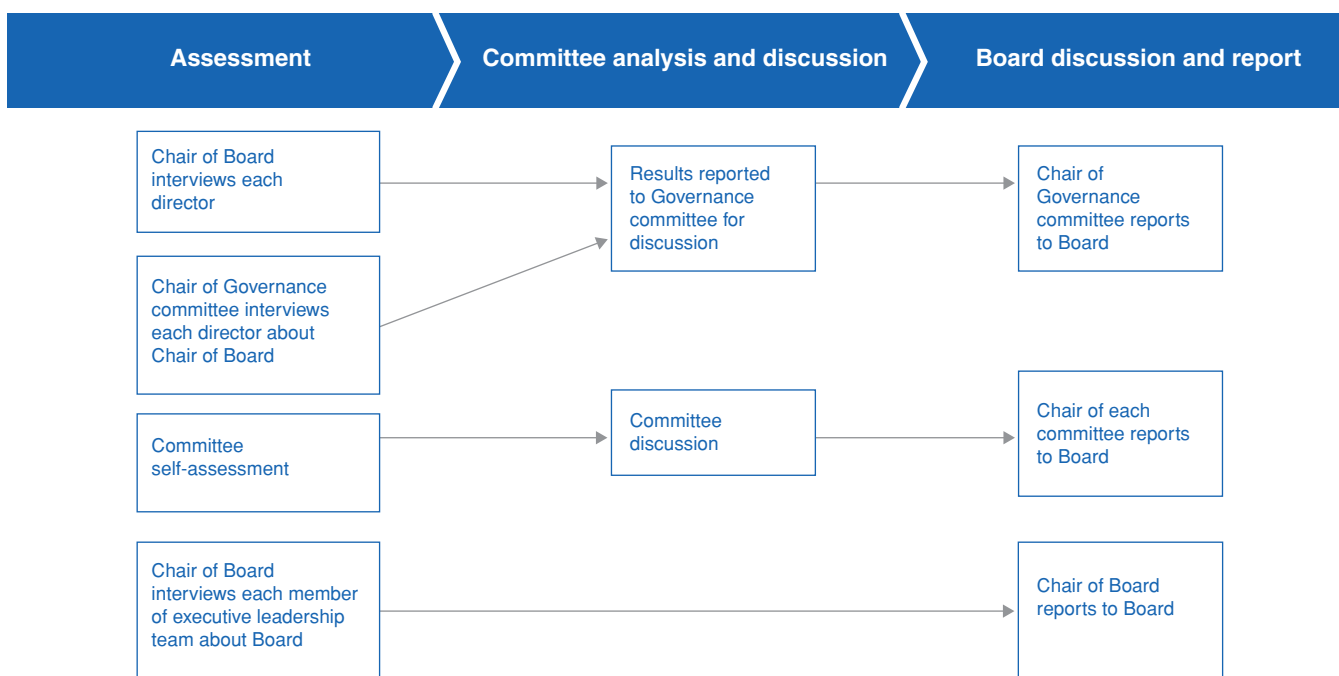 Assessment
Committee analysis and discussion
Board discussion and report
Chair of Board
interviews each
director
Results reported
to Governance
committee for
discussion
Chair of
Governance
committee reports
to Board
Chair of Governance
committee interviews
each director about
Chair of Board
Committee
self-assessment
Committee
discussion
Chair of each
committee reports
to Board
Chair of Board
interviews each member
of executive leadership
team about Board
Chair of Board
reports to Board